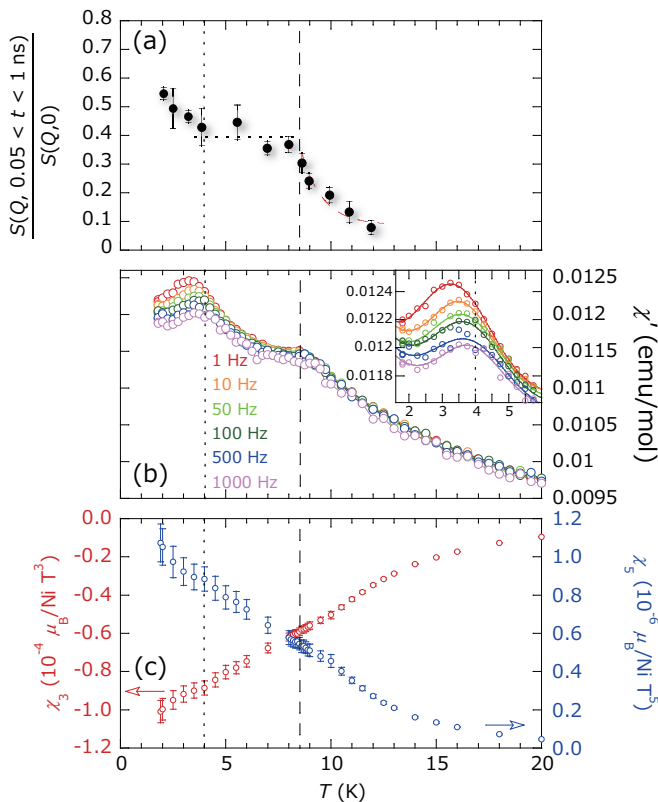 0.8
0.7
0.6
0.5
0.4
0.3
0.2
0.1
0
S(Q, 0.05 < t < 1 ns)
S(Q,0)
(a)
0.0125
0.012
0.0115
0.011
0.0105
0.01
0.0095
χ′ (emu/mol)
0.0124
0.0122
0.012
0.0118
2 3 4 5
1 Hz
10 Hz
50 Hz
100 Hz
500 Hz
1000 Hz
(b)
0.0
-0.2
-0.4
-0.6
-0.8
-1.0
-1.2
χ3 (10-4 μB/Ni T3)
(c)
1.2
1.0
0.8
0.6
0.4
0.2
0.0
χ5 (10-6 μB/Ni T5)
0 5 10 15 20
T (K)